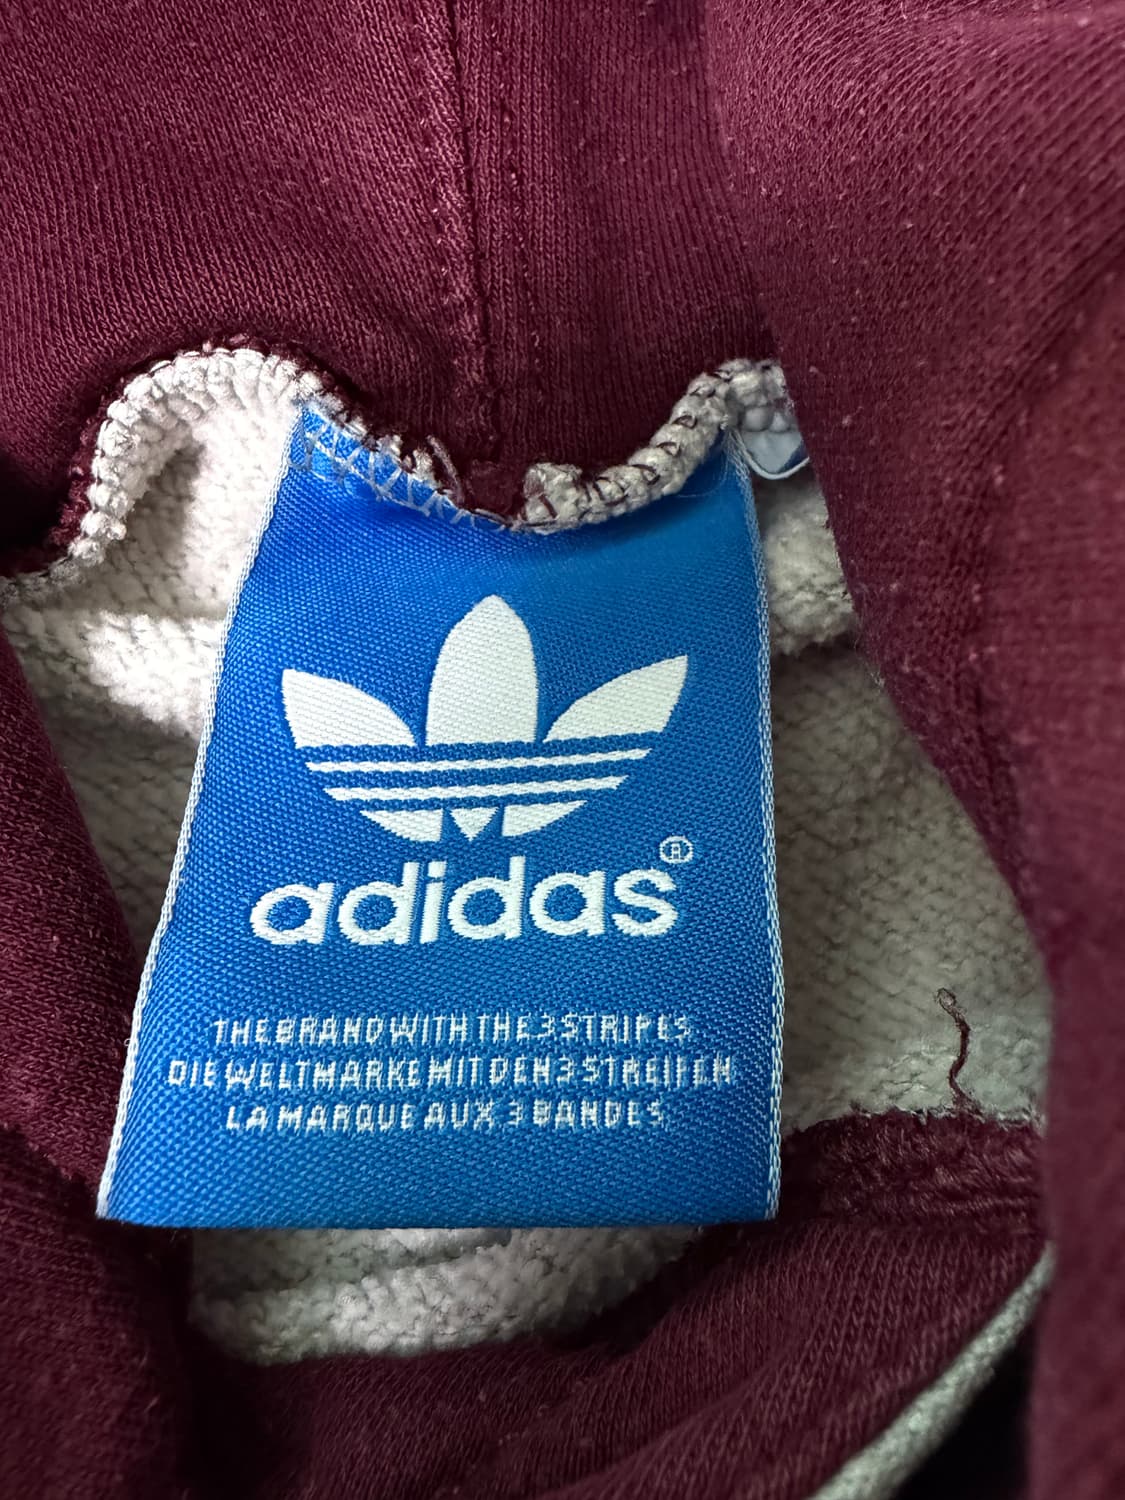 adidas®
THE BRAND WITH THE 3 STRIPES
DIE WELTMARKE MIT DEN 3 STREIFEN
LA MARQUE AUX 3 BANDES